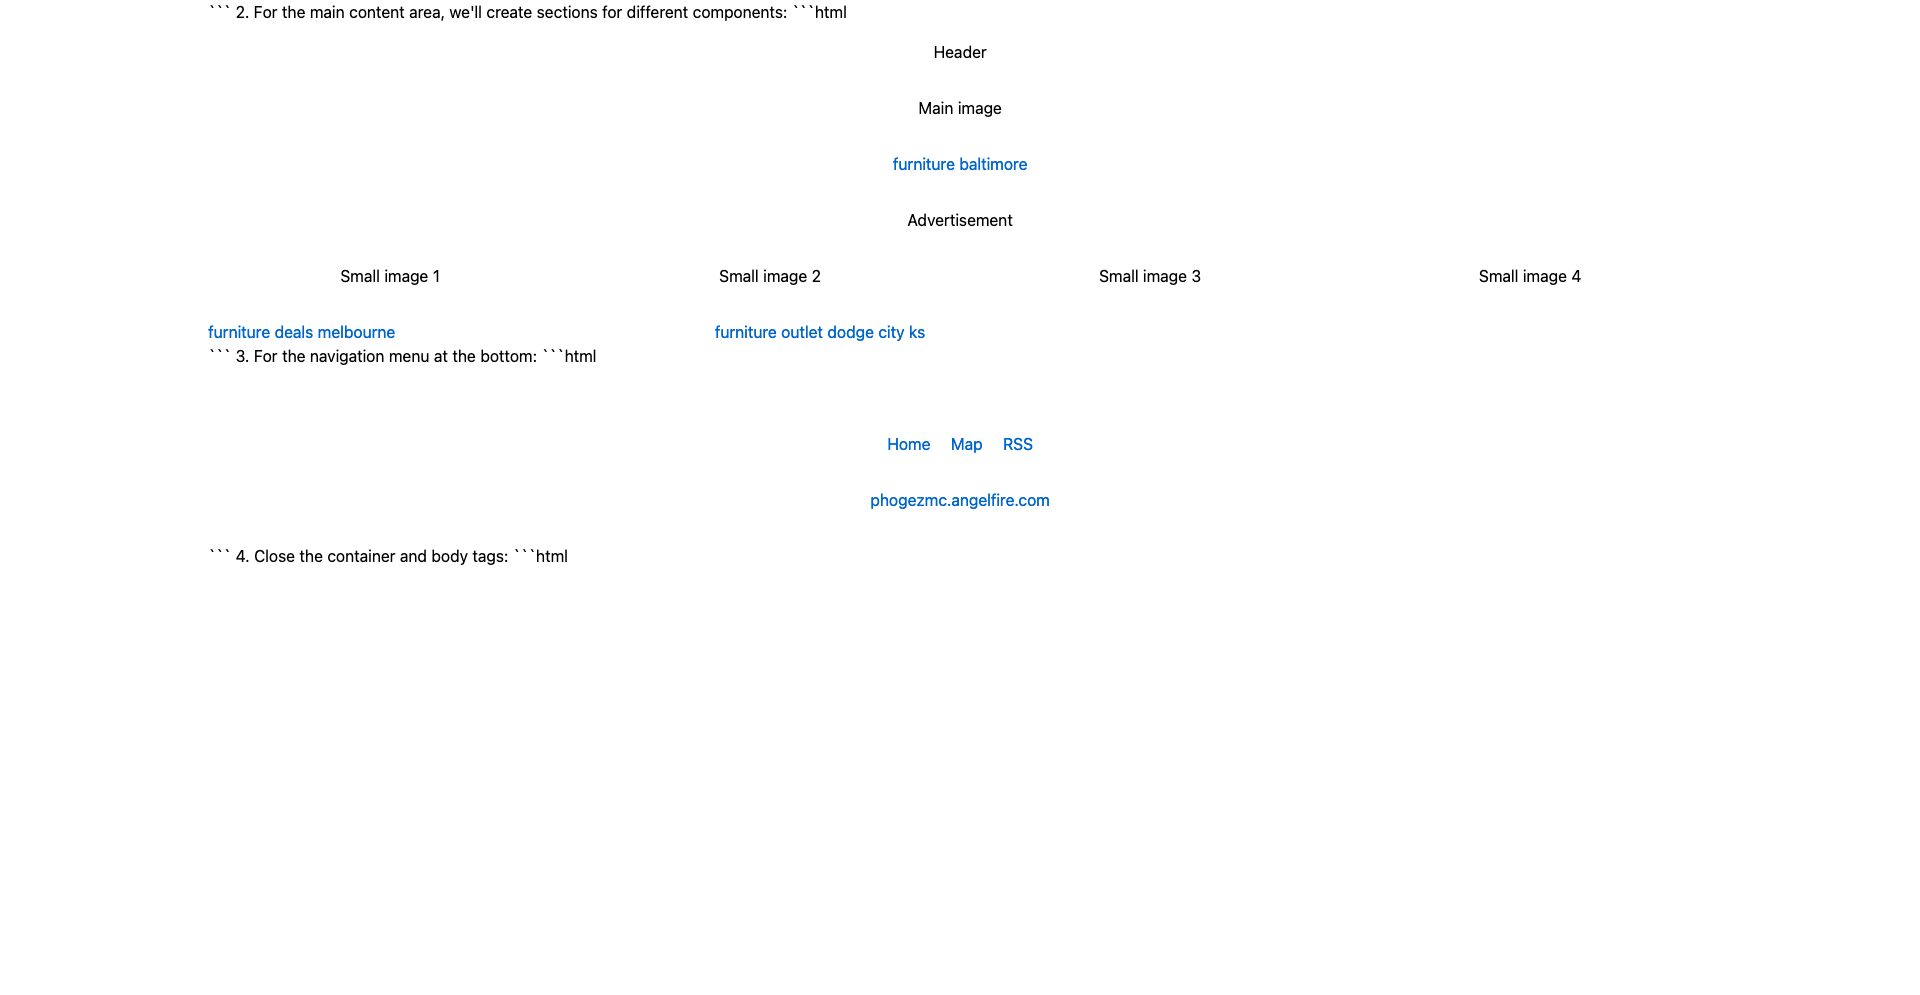 ``` 2. For the main content area, we'll create sections for different components: ```html
Header
Main image
furniture baltimore
Advertisement
Small image 1 Small image 2 Small image 3 Small image 4
furniture deals melbourne furniture outlet dodge city ks
``` 3. For the navigation menu at the bottom: ```html
Home Map RSS
phogezmc.angelfire.com
``` 4. Close the container and body tags: ```html